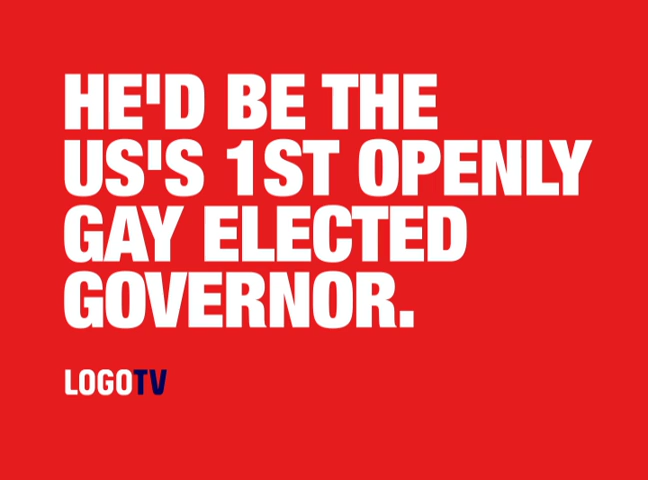 HE'D BE THE
US'S 1ST OPENLY
GAY ELECTED
GOVERNOR.
LOGOTV